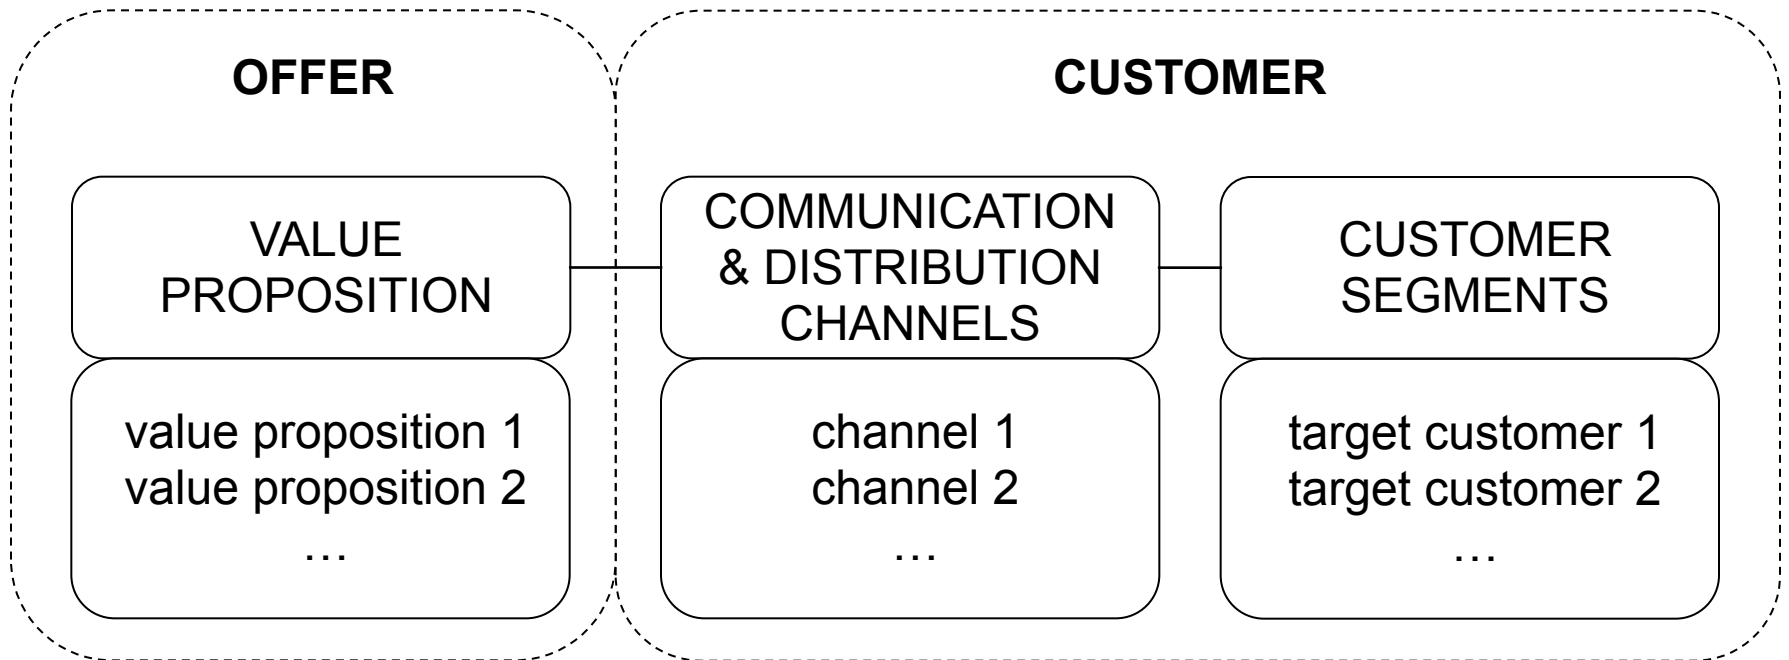 OFFER
CUSTOMER
VALUE
PROPOSITION
COMMUNICATION
& DISTRIBUTION
CHANNELS
CUSTOMER
SEGMENTS
value proposition 1
value proposition 2
…
channel 1
channel 2
…
target customer 1
target customer 2
…